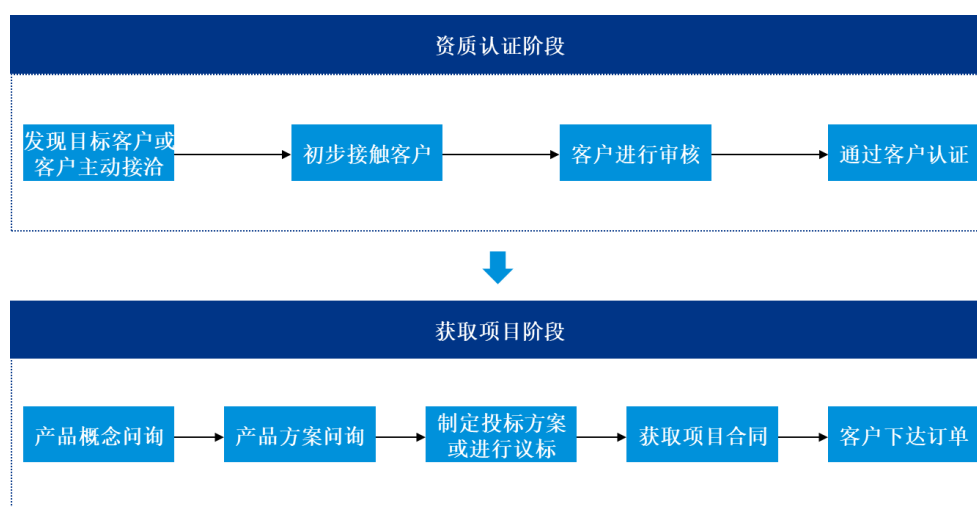 资质认证阶段
发现目标客户或
客户主动接洽
初步接触客户
客户进行审核
通过客户认证
获取项目阶段
产品概念问询
产品方案问询
制定投标方案
或进行议标
获取项目合同
客户下达订单